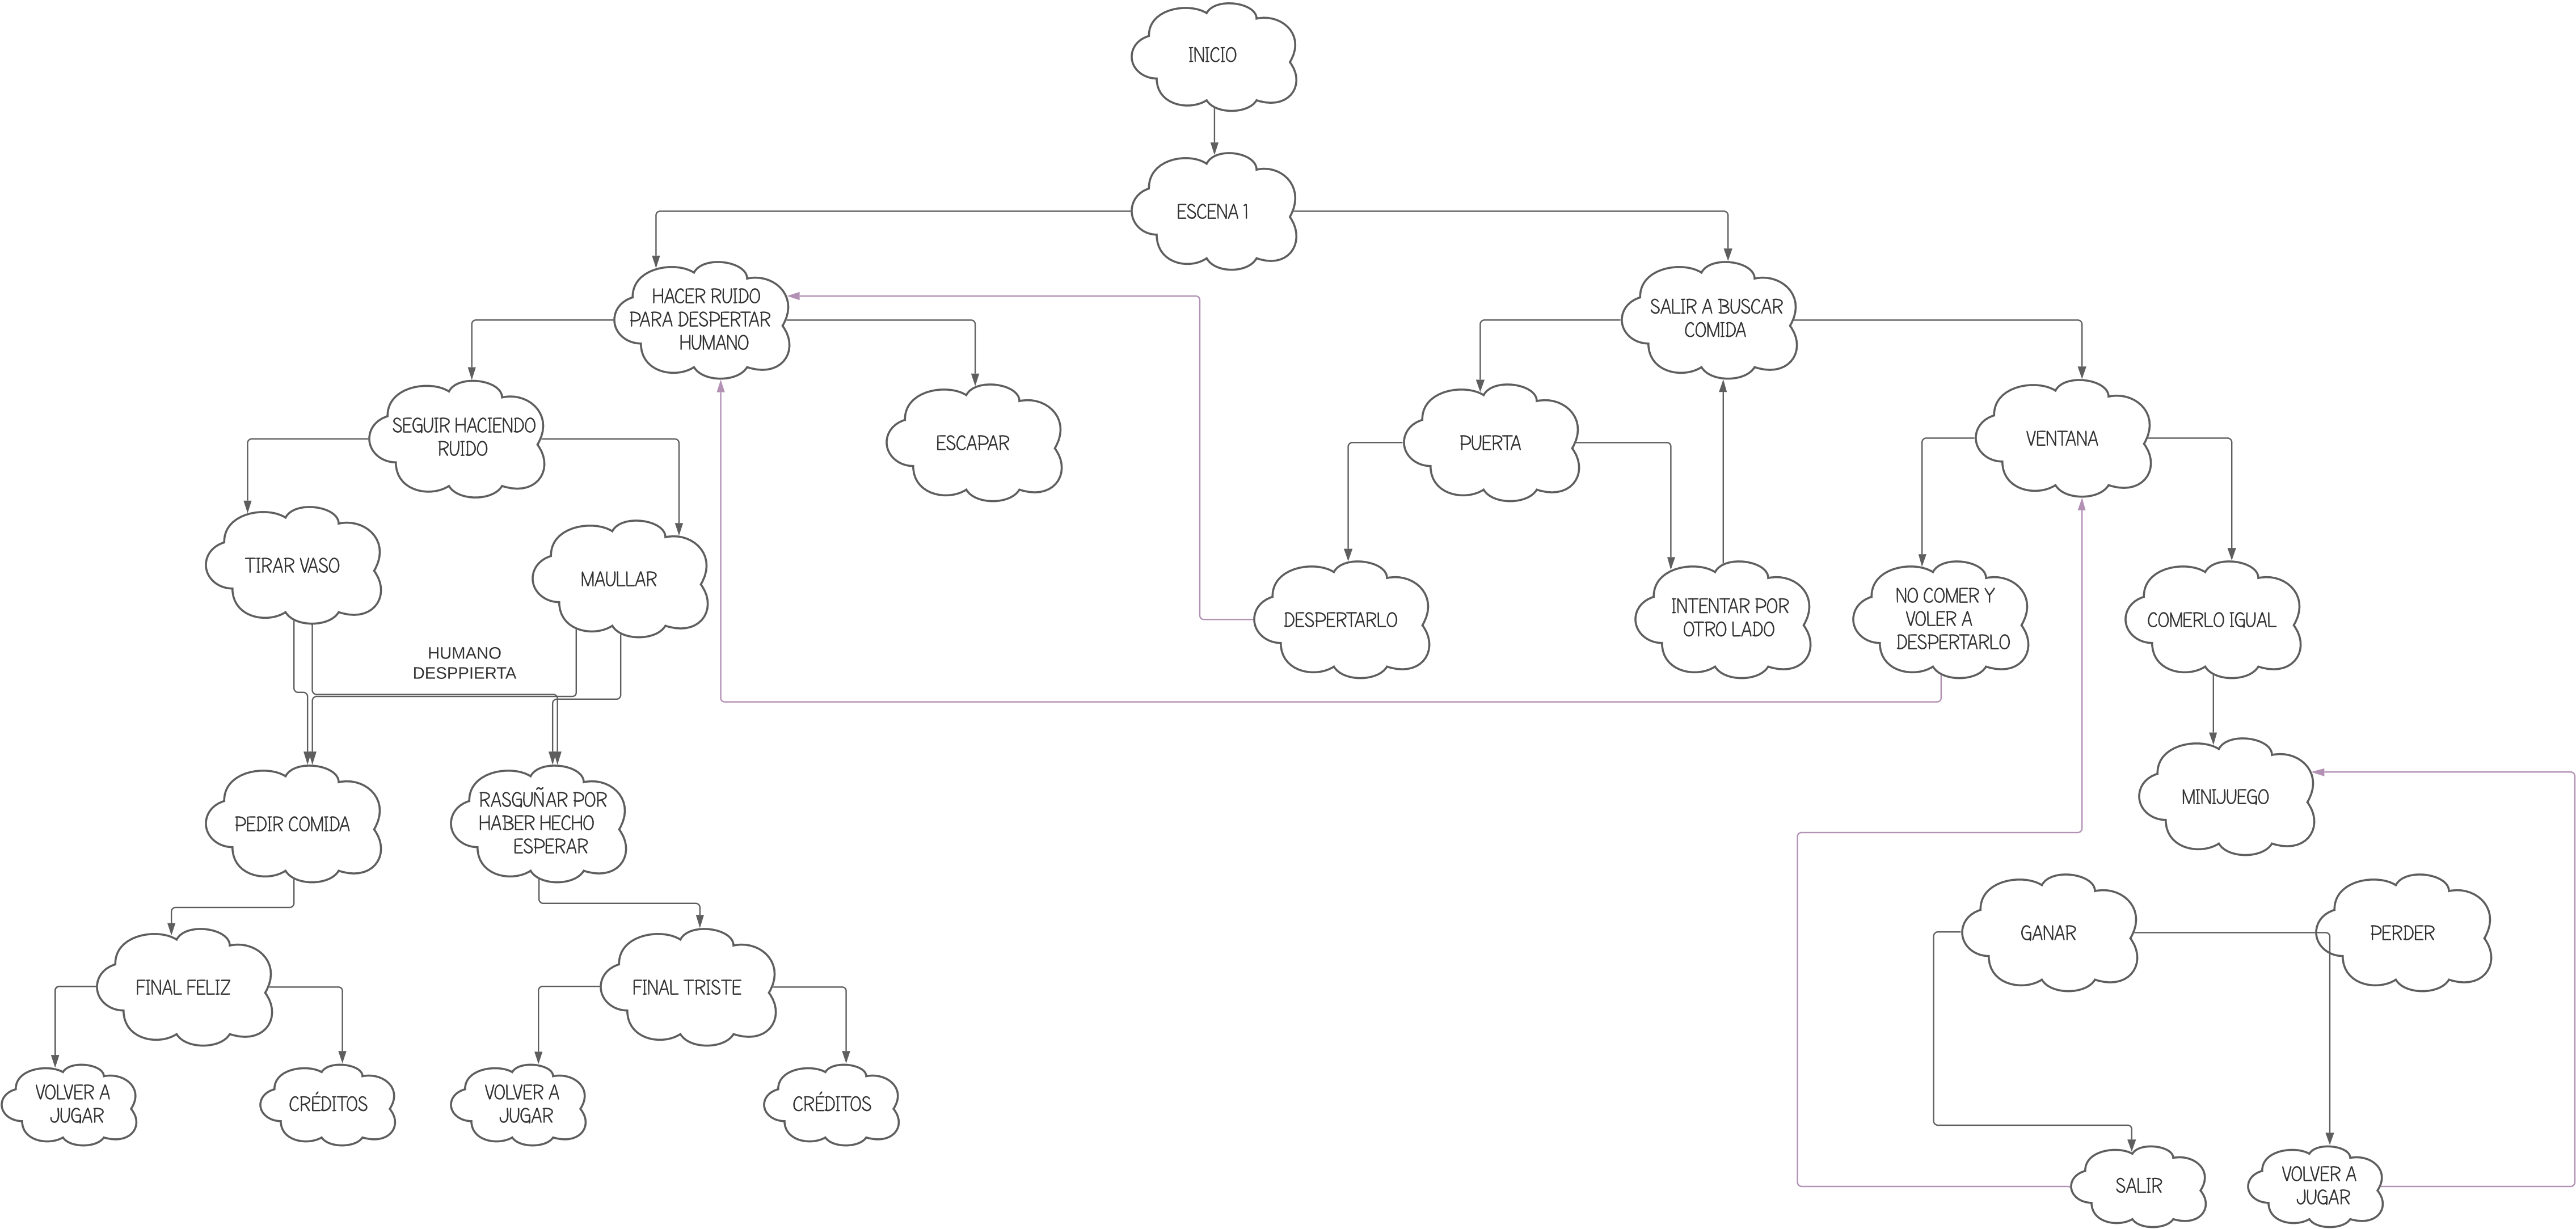 INICIO
ESCENA 1
HACER RUIDO
PARA DESPERTAR
HUMANO
SALIR A BUSCAR
COMIDA
SEGUIR HACIENDO
RUIDO
ESCAPAR
PUERTA
VENTANA
TIRAR VASO
MAULLAR
DESPERTARLO
INTENTAR POR
OTRO LADO
NO COMER Y
VOLER A
DESPERTARLO
COMERLO IGUAL
HUMANO
DESPPIERTA
PEDIR COMIDA
RASGUÑAR POR
HABER HECHO
ESPERAR
MINIJUEGO
GANAR
PERDER
FINAL FELIZ
FINAL TRISTE
VOLVER A
JUGAR
CRÉDITOS
VOLVER A
JUGAR
CRÉDITOS
SALIR
VOLVER A
JUGAR